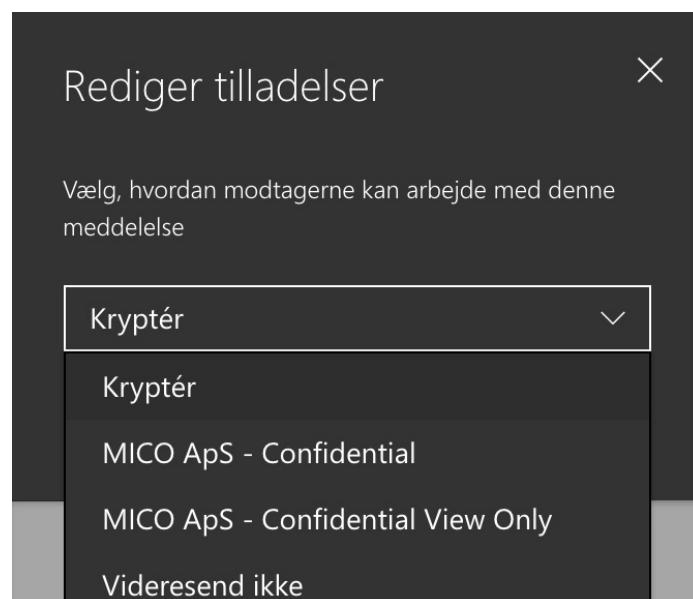 Rediger tilladelser
Vælg, hvordan modtagerne kan arbejde med denne
meddelelse
Kryptér
Kryptér
MICO ApS - Confidential
MICO ApS - Confidential View Only
Videresend ikke